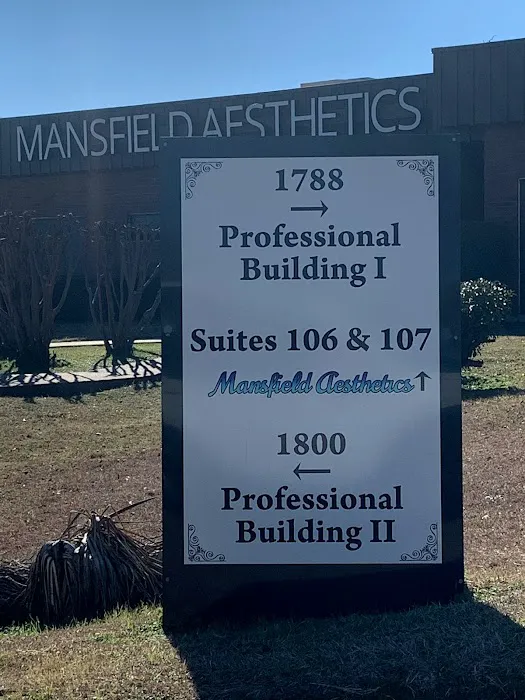 MANSFIELD AESTHETICS
1788
→
Professional
Building I
Suites 106 & 107
Mansfield Aesthetics ↑
1800
←
Professional
Building II